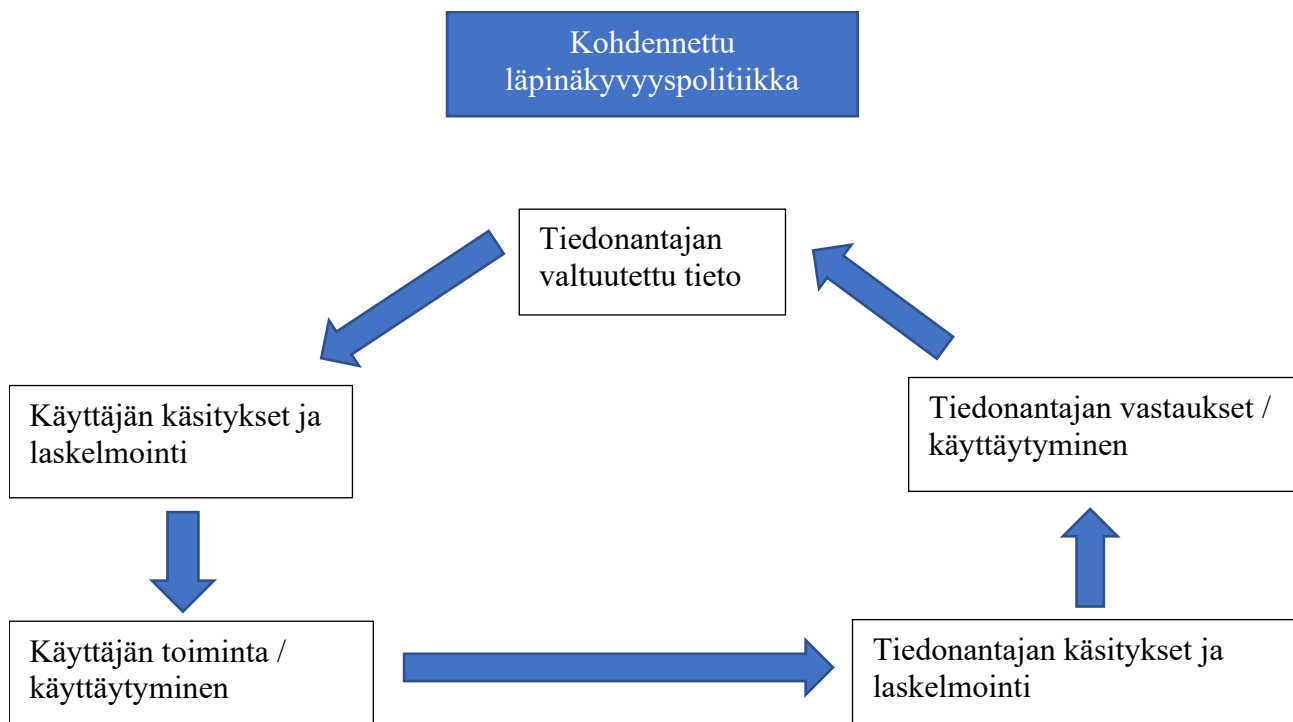 Kohdennettu
läpinäkyvyyspolitiikka
Tiedonantajan
valtuutettu tieto
Käyttäjän käsitykset ja
laskelmointi
Tiedonantajan vastaukset /
käyttäytyminen
Käyttäjän toiminta /
käyttäytyminen
Tiedonantajan käsitykset ja
laskelmointi